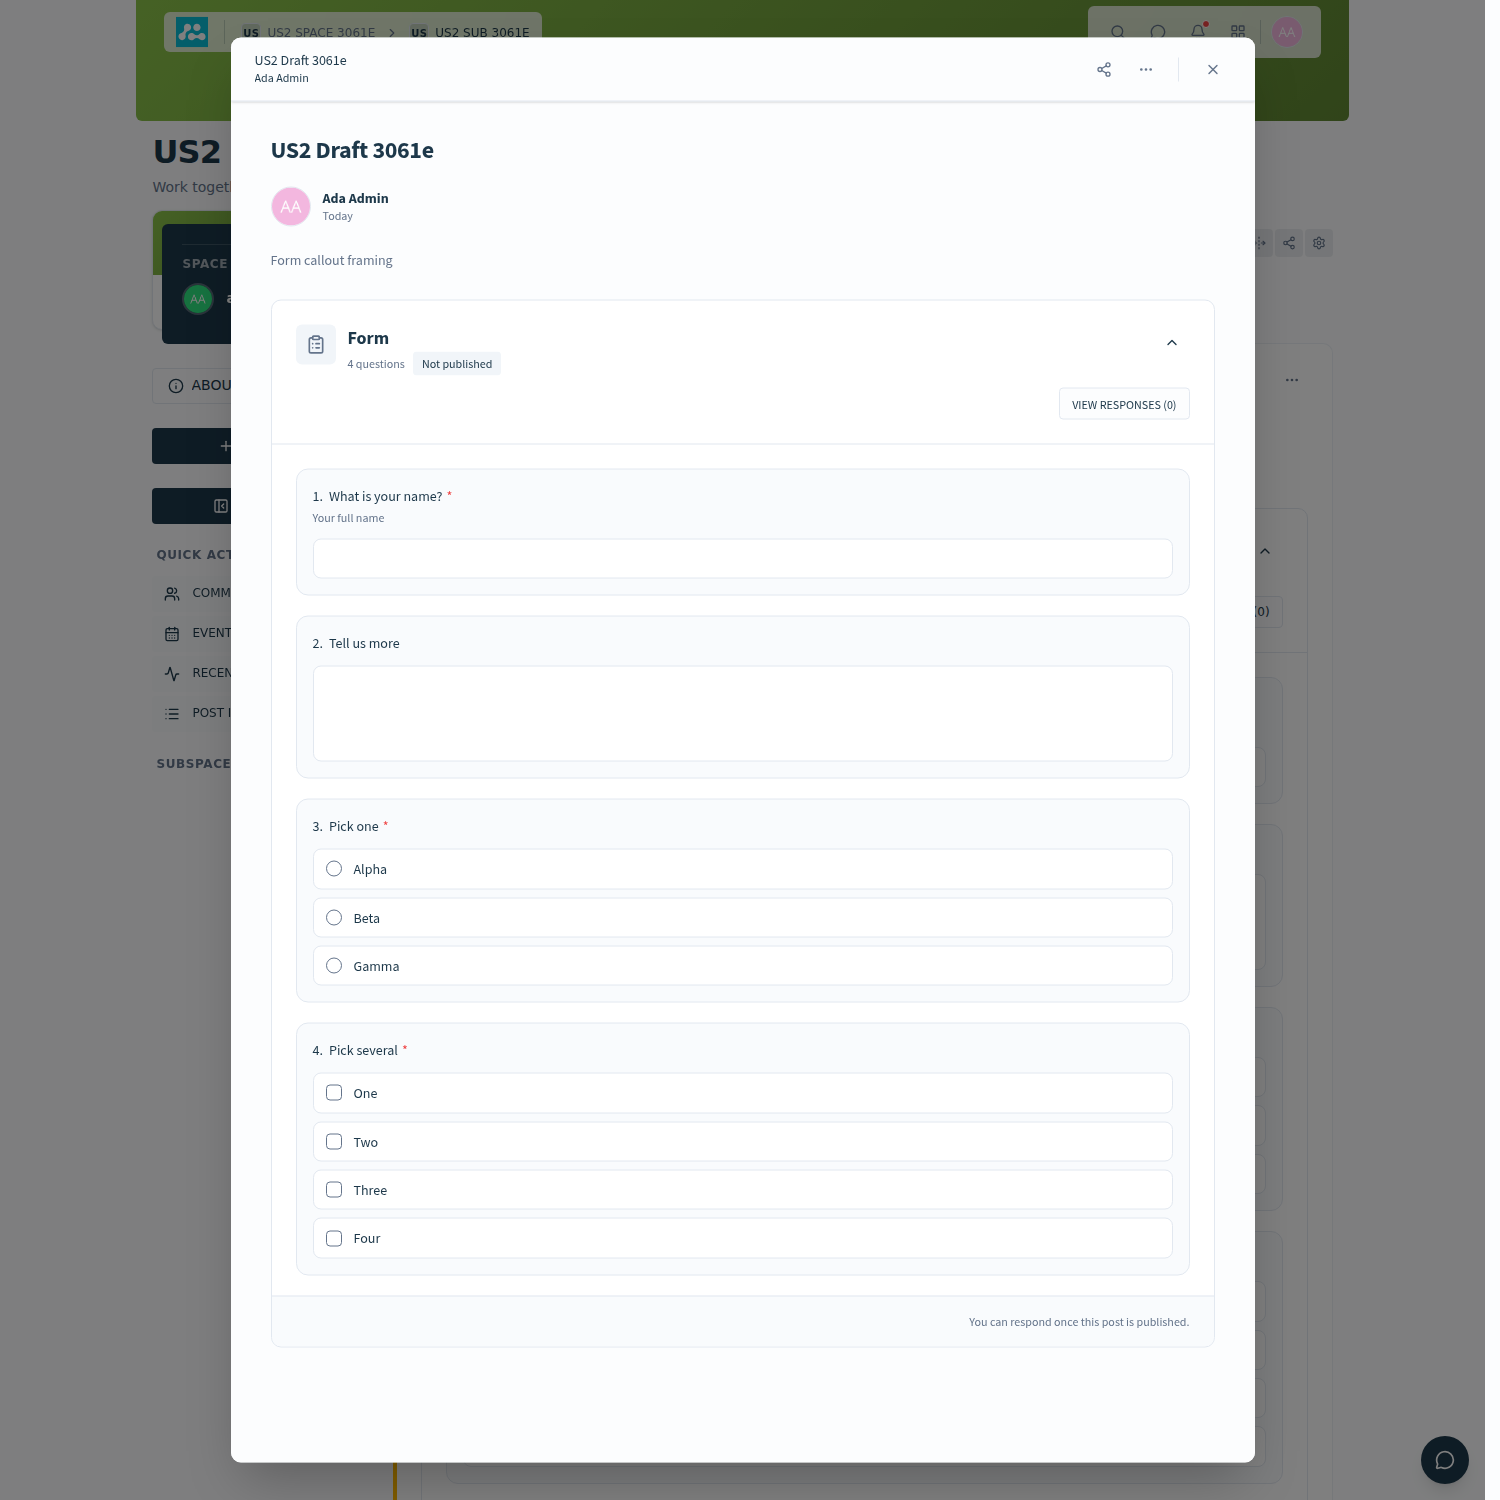 US US2 SPACE 3061E > US US2 SUB 3061E
AA
US2 Draft 3061e
Ada Admin
US2
Work toget
SPACE
AA
ABOU
QUICK ACT
COMM
EVENT
RECEN
POST
SUBSPACE
US2 Draft 3061e
AA
Ada Admin
Today
Form callout framing
Form
4 questions Not published
VIEW RESPONSES (0)
(0)
1. What is your name? *
Your full name
2. Tell us more
3. Pick one *
Alpha
Beta
Gamma
4. Pick several *
One
Two
Three
Four
You can respond once this post is published.